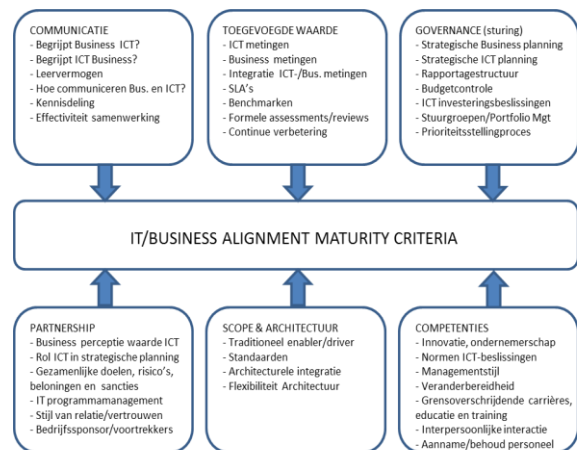 COMMUNICATIE
- Begrijpt Business ICT?
- Begrijpt ICT Business?
- Leervermogen
- Hoe communiceren Bus. en ICT?
- Kennisdeling
- Effectiviteit samenwerking
TOEGEVOEGDE WAARDE
- ICT metingen
- Business metingen
- Integratie ICT-/Bus. metingen
- SLA's
- Benchmarken
- Formele assessments/reviews
- Continue verbetering
GOVERNANCE (sturing)
- Strategische Business planning
- Strategische ICT planning
- Rapportagestructuur
- Budgetcontrole
- ICT investeringsbeslissingen
- Stuurgroepen/Portfolio Mgt
- Prioriteitsstellingproces
IT/BUSINESS ALIGNMENT MATURITY CRITERIA
PARTNERSHIP
- Business perceptie waarde ICT
- Rol ICT in strategische planning
- Gezamenlijke doelen, risico's,
beloningen en sancties
- IT programmamanagement
- Stijl van relatie/vertrouwen
- Bedrijfssponsor/voortrekkers
SCOPE & ARCHITECTUUR
- Traditioneel enabler/driver
- Standaarden
- Architecturele integratie
- Flexibiliteit Architectuur
COMPETENTIES
- Innovatie, ondernemerschap
- Normen ICT-beslissingen
- Managementstijl
- Veranderbereidheid
- Grensoverschrijdende carrières,
educatie en training
- Interpersoonlijke interactie
- Aanname/behoud personeel